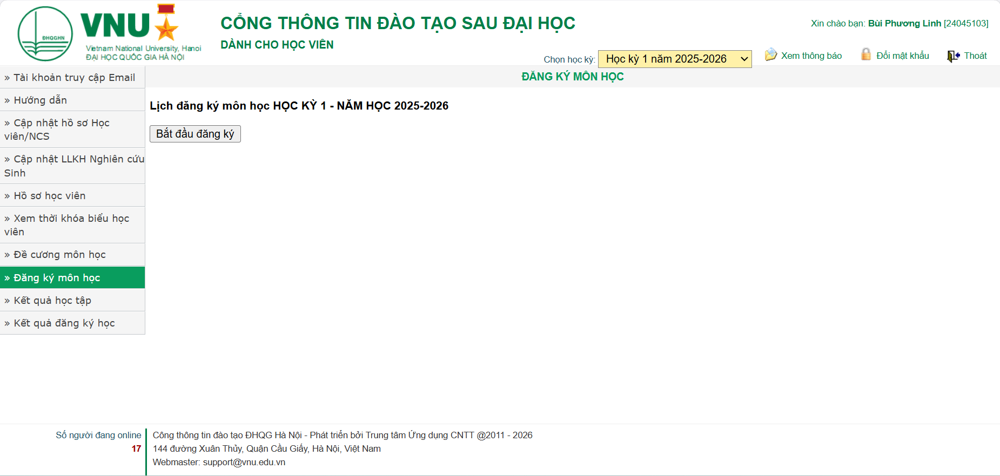 ĐHQGHN
VNU
Vietnam National University, Hanoi
ĐẠI HỌC QUỐC GIA HÀ NỘI
CỔNG THÔNG TIN ĐÀO TẠO SAU ĐẠI HỌC
DÀNH CHO HỌC VIÊN
Xin chào bạn: Bùi Phương Linh [24045103]
Chọn học kỳ: Học kỳ 1 năm 2025-2026 Xem thông báo Đổi mật khẩu Thoát
» Tài khoản truy cập Email
» Hướng dẫn
» Cập nhật hồ sơ Học
viên/NCS
» Cập nhật LLKH Nghiên cứu
Sinh
» Hồ sơ học viên
» Xem thời khóa biểu học
viên
» Đề cương môn học
» Đăng ký môn học
» Kết quả học tập
» Kết quả đăng ký học
ĐĂNG KÝ MÔN HỌC
Lịch đăng ký môn học HỌC KỲ 1 - NĂM HỌC 2025-2026
Bắt đầu đăng ký
Số người đang online
17
Cổng thông tin đào tạo ĐHQG Hà Nội - Phát triển bởi Trung tâm Ứng dụng CNTT @2011 - 2026
144 đường Xuân Thủy, Quận Cầu Giấy, Hà Nội, Việt Nam
Webmaster: support@vnu.edu.vn